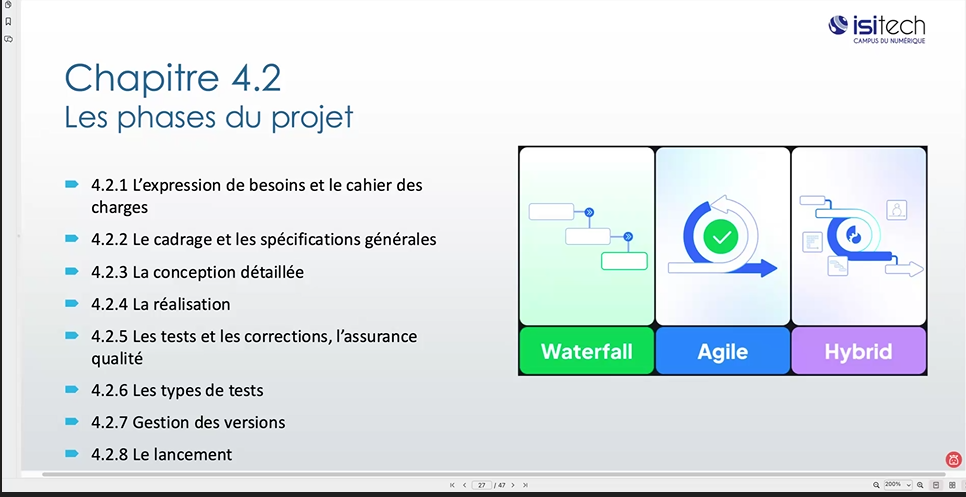 isitech
CAMPUS DU NUMÉRIQUE
Chapitre 4.2
Les phases du projet
4.2.1 L’expression de besoins et le cahier des
charges
4.2.2 Le cadrage et les spécifications générales
4.2.3 La conception détaillée
4.2.4 La réalisation
4.2.5 Les tests et les corrections, l’assurance
qualité
4.2.6 Les types de tests
4.2.7 Gestion des versions
4.2.8 Le lancement
Waterfall
Agile
Hybrid
27 / 47
200%